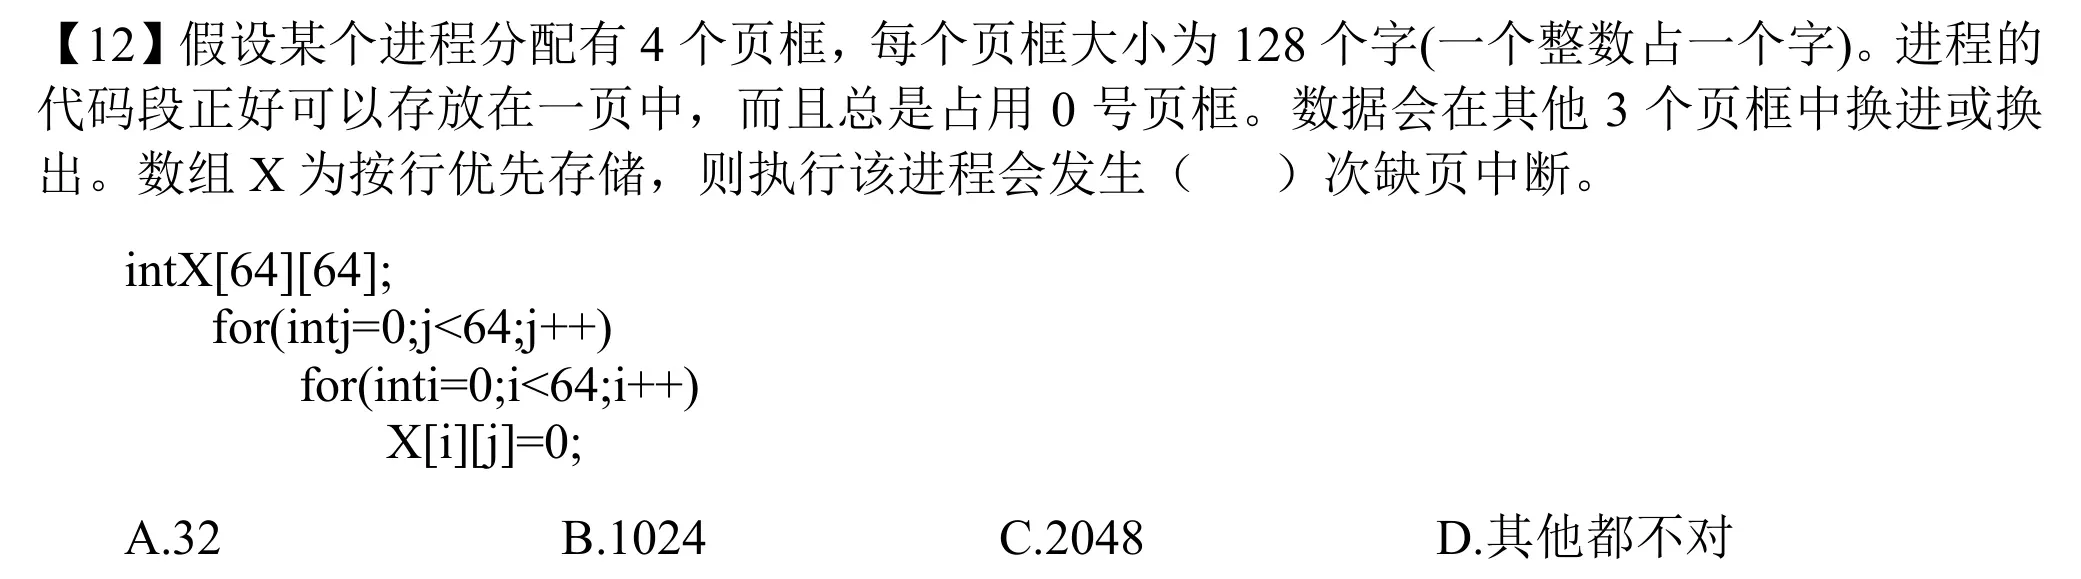 【12】假设某个进程分配有 4 个页框，每个页框大小为 128 个字(一个整数占一个字)。进程的
代码段正好可以存放在一页中，而且总是占用 0 号页框。数据会在其他 3 个页框中换进或换
出。数组 X 为按行优先存储，则执行该进程会发生（ ）次缺页中断。
intX[64][64];
for(intj=0;j<64;j++)
for(inti=0;i<64;i++)
X[i][j]=0;
A.32 B.1024 C.2048 D.其他都不对